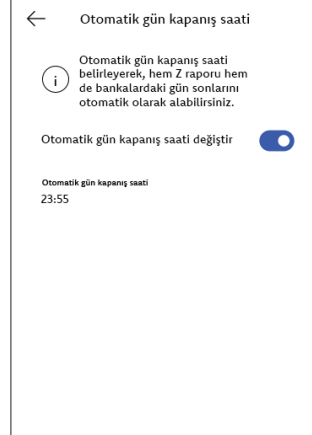 Otomatik gün kapanış saati
Otomatik gün kapanış saati
belirleyerek, hem Z raporu hem
de bankalardaki gün sonlarını
otomatik olarak alabilirsiniz.
Otomatik gün kapanış saati değiştir
Otomatik gün kapanış saati
23:55